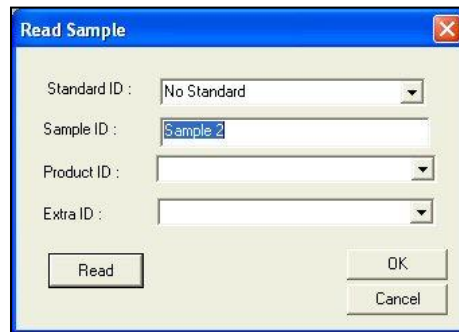 Read Sample
Standard ID : No Standard
Sample ID : Sample 2
Product ID :
Extra ID :
Read
OK
Cancel